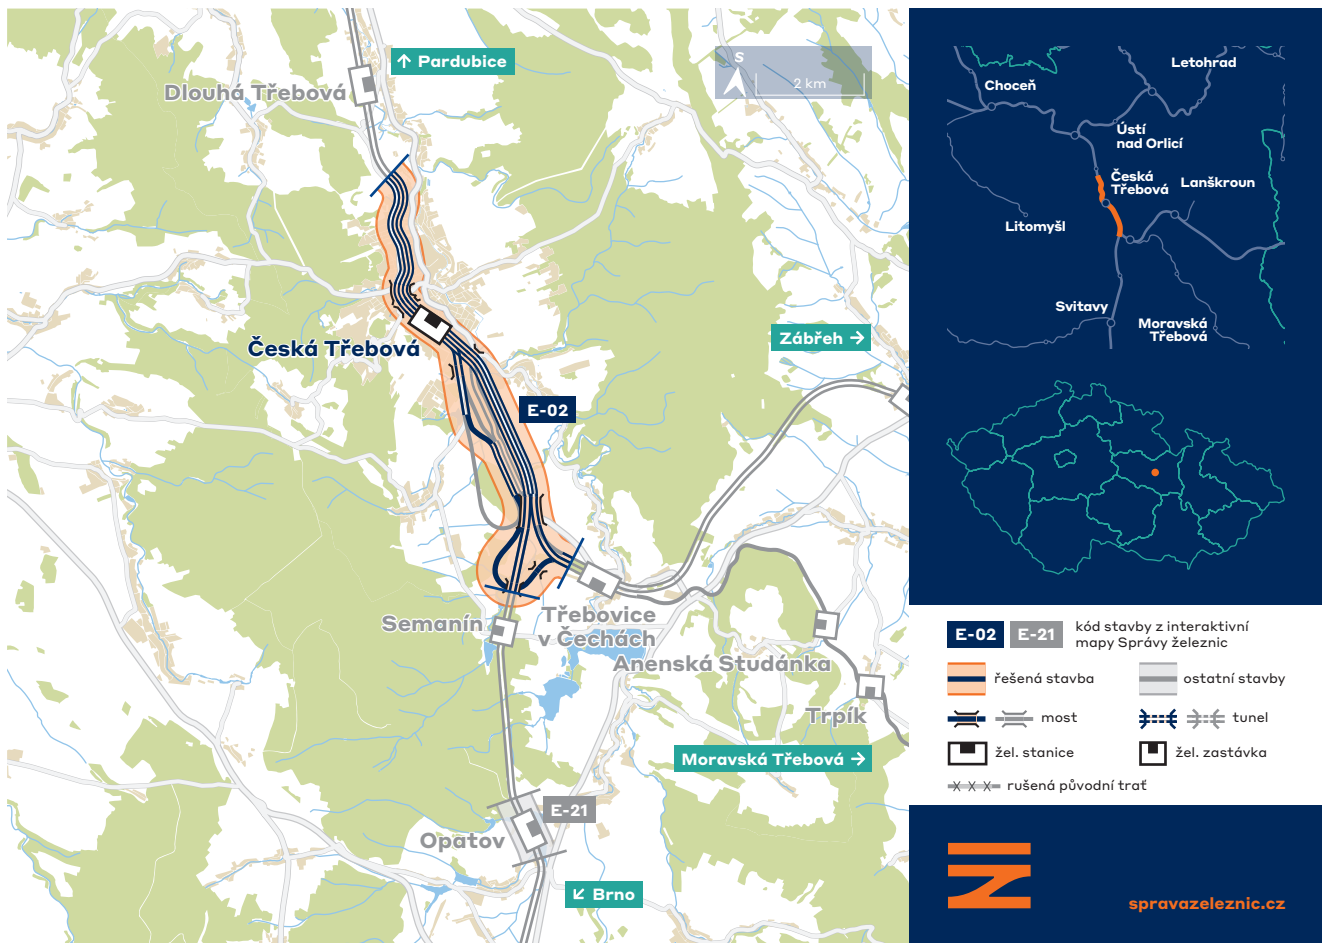 ↑ Pardubice
S
2 km
Dlouhá Třebová
Zábřeh →
Česká Třebová
E-02
Semanín
Třebovice
v Čechách
Anenská Studánka
Trpík
Moravská Třebová →
E-21
Opatov
↙ Brno
Letohrad
Choceň
Ústí
nad Orlicí
Česká
Třebová
Lanškroun
Litomyšl
Svitavy
Moravská
Třebová
E-02 E-21 kód stavby z interaktivní
mapy Správy železnic
řešená stavba
ostatní stavby
most
tunel
žel. stanice
žel. zastávka
rušená původní trať
spravazeleznic.cz